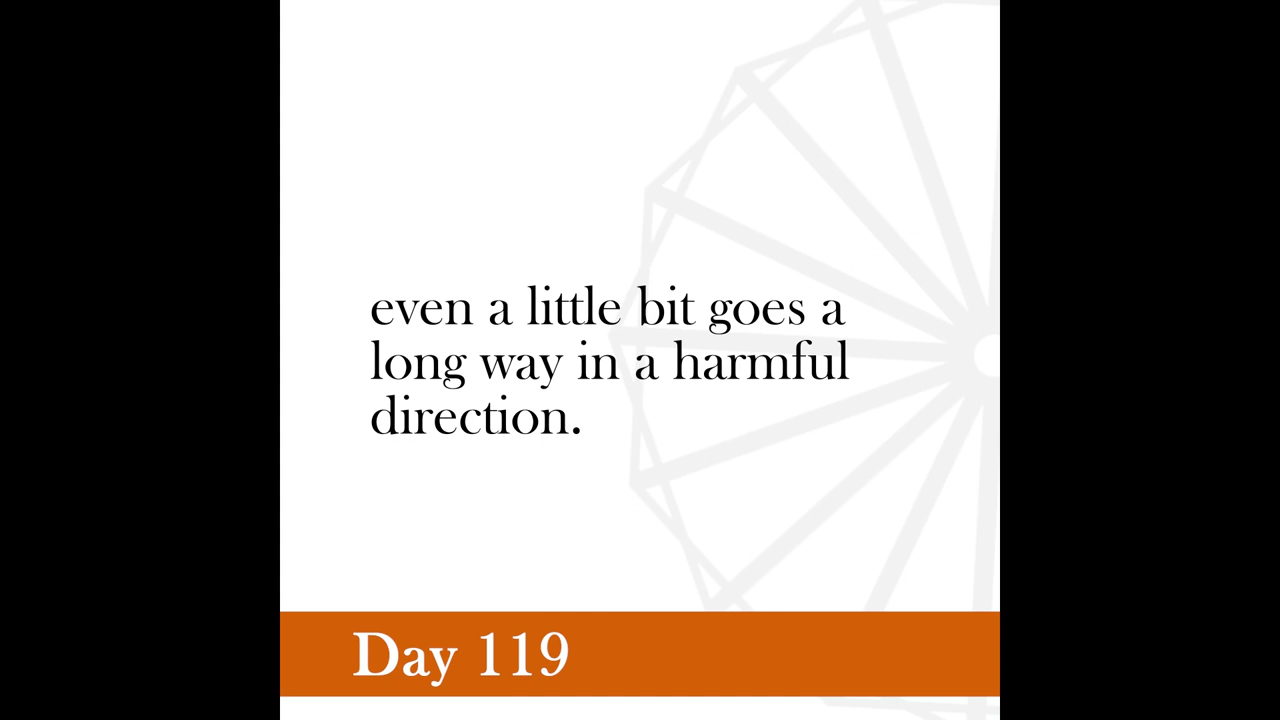 even a little bit goes a
long way in a harmful
direction.
Day 119